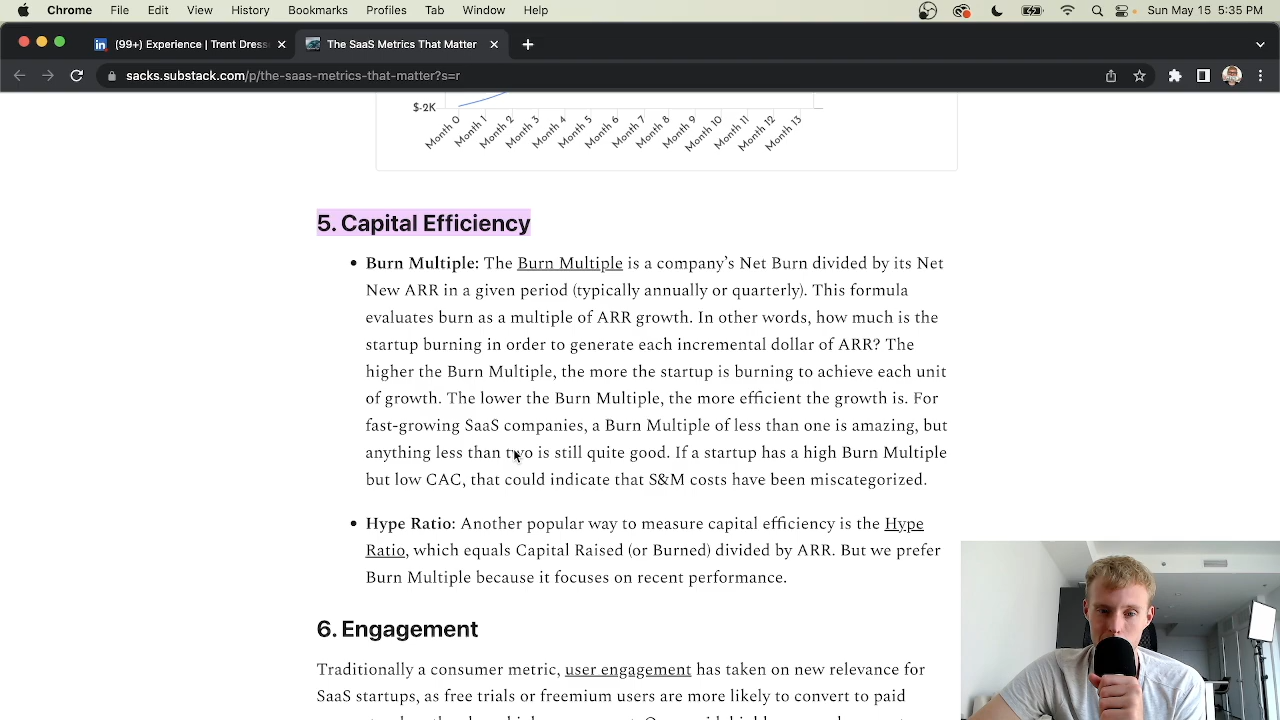 Chrome File Edit View History Bookmarks Profiles Tab Window Help Sun May 15 5:35 PM
(99+) Experience | Trent Dress
The SaaS Metrics That Matter
sacks.substack.com/p/the-saas-metrics-that-matter?s=r
$-2K
Month 0 Month 1 Month 2 Month 3 Month 4 Month 5 Month 6 Month 7 Month 8 Month 9 Month 10 Month 11 Month 12 Month 13
5. Capital Efficiency
• Burn Multiple: The Burn Multiple is a company’s Net Burn divided by its Net
New ARR in a given period (typically annually or quarterly). This formula
evaluates burn as a multiple of ARR growth. In other words, how much is the
startup burning in order to generate each incremental dollar of ARR? The
higher the Burn Multiple, the more the startup is burning to achieve each unit
of growth. The lower the Burn Multiple, the more efficient the growth is. For
fast-growing SaaS companies, a Burn Multiple of less than one is amazing, but
anything less than two is still quite good. If a startup has a high Burn Multiple
but low CAC, that could indicate that S&M costs have been miscategorized.
• Hype Ratio: Another popular way to measure capital efficiency is the Hype
Ratio, which equals Capital Raised (or Burned) divided by ARR. But we prefer
Burn Multiple because it focuses on recent performance.
6. Engagement
Traditionally a consumer metric, user engagement has taken on new relevance for
SaaS startups, as free trials or freemium users are more likely to convert to paid